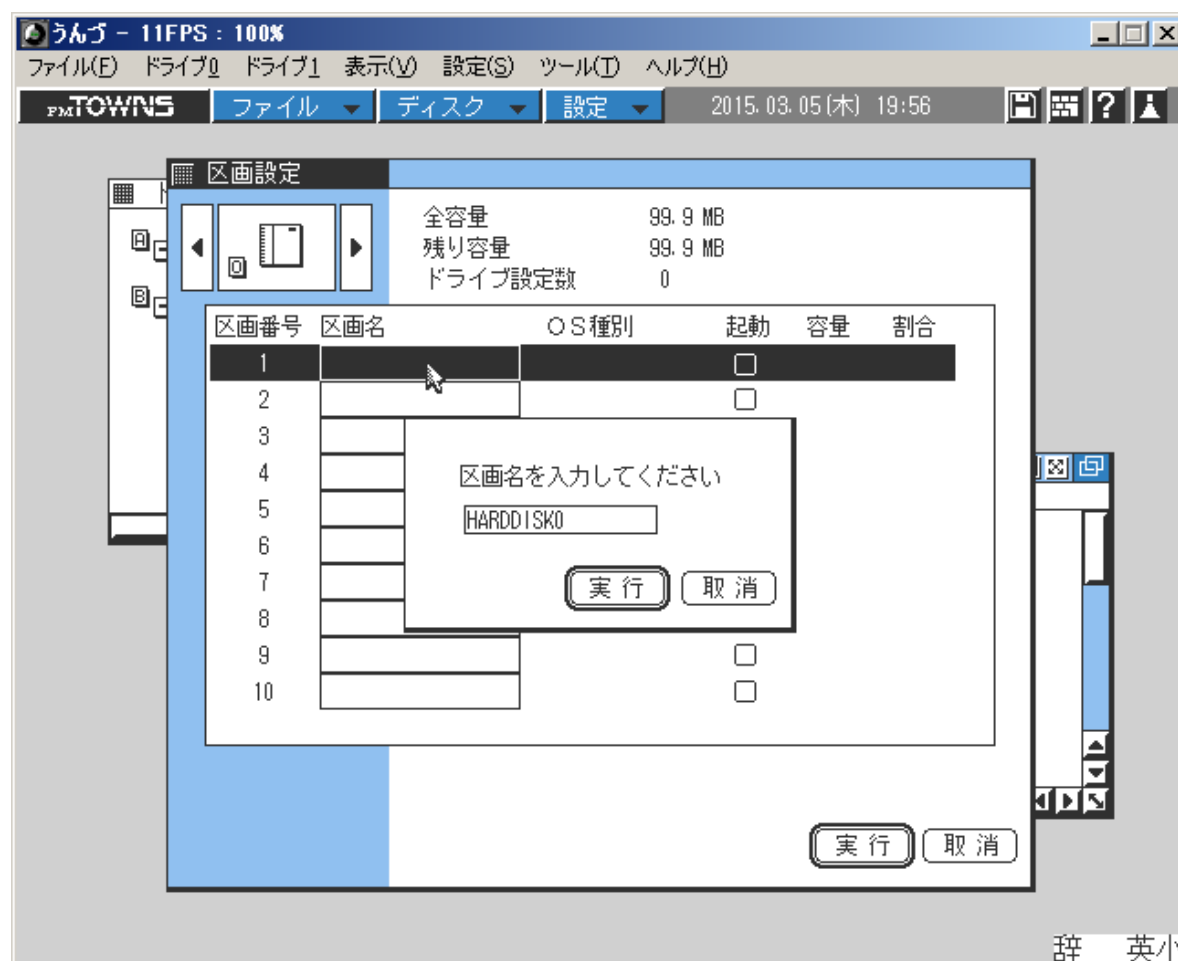 うんづ - 11FPS : 100%
ファイル(F) ドライブ0 ドライブ1 表示(V) 設定(S) ツール(T) ヘルプ(H)
FMTOWNS ファイル ディスク 設定 2015.03.05(木) 19:56 ?
区画設定
ド
A
B
0
全容量 99.9 MB
残り容量 99.9 MB
ドライブ設定数 0
区画番号 区画名 OS種別 起動 容量 割合
1
2
3
4
5
6
7
8
9
10
区画名を入力してください
HARDDISK0
実行 取消
実行 取消
辞 英小